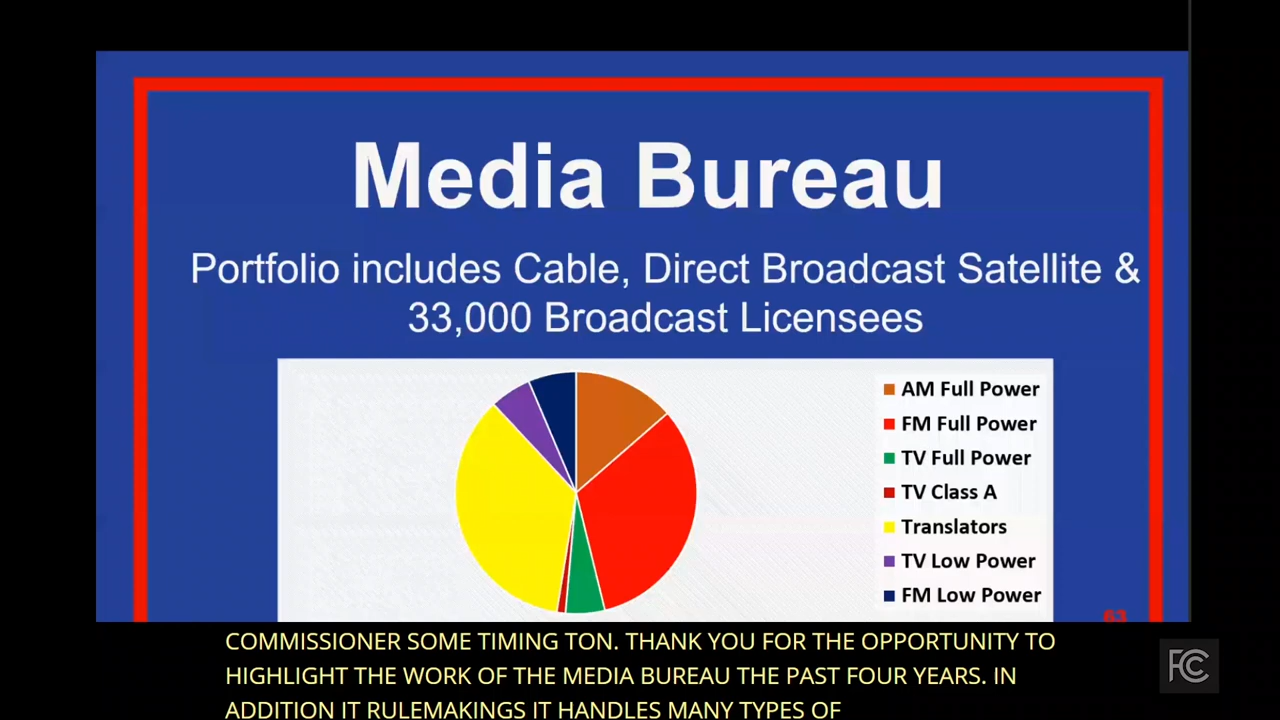 Media Bureau
Portfolio includes Cable, Direct Broadcast Satellite &
33,000 Broadcast Licensees
AM Full Power
FM Full Power
TV Full Power
TV Class A
Translators
TV Low Power
FM Low Power
63
COMMISSIONER SOME TIMING TON. THANK YOU FOR THE OPPORTUNITY TO
HIGHLIGHT THE WORK OF THE MEDIA BUREAU THE PAST FOUR YEARS. IN
ADDITION IT RULEMAKINGS IT HANDLES MANY TYPES OF
FCC